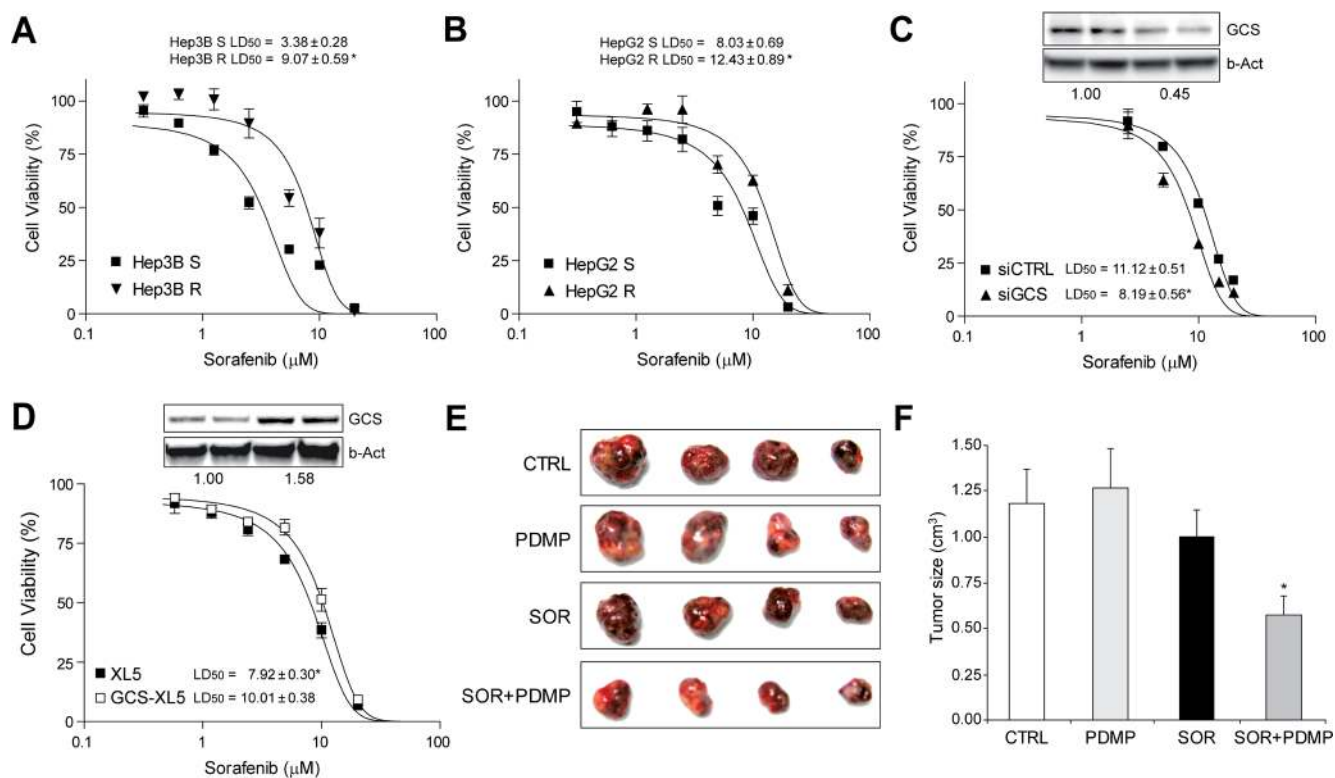 A
Hep3B S LD50 = 3.38±0.28
Hep3B R LD50 = 9.07±0.59*
Cell Viability (%)
100
75
50
25
0
Hep3B S
Hep3B R
0.1 1 10 100
Sorafenib (μM)
B
HepG2 S LD50 = 8.03±0.69
HepG2 R LD50 = 12.43±0.89*
Cell Viability (%)
100
75
50
25
0
HepG2 S
HepG2 R
0.1 1 10 100
Sorafenib (μM)
C
GCS
b-Act
1.00 0.45
Cell Viability (%)
100
75
50
25
0
siCTRL LD50 = 11.12±0.51
siGCS LD50 = 8.19±0.56*
0.1 1 10 100
Sorafenib (μM)
D
GCS
b-Act
1.00 1.58
Cell Viability (%)
100
75
50
25
0
XL5 LD50 = 7.92±0.30*
GCS-XL5 LD50 = 10.01±0.38
0.1 1 10 100
Sorafenib (μM)
E
CTRL
PDMP
SOR
SOR+PDMP
F
Tumor size (cm³)
1.50
1.25
1.00
0.75
0.50
0.25
0.00
*
CTRL PDMP SOR SOR+PDMP